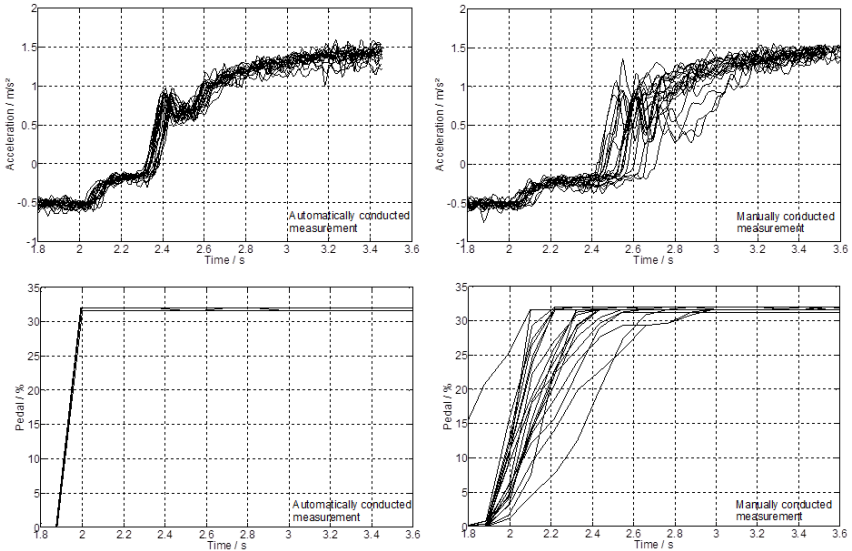 2
1.5
1
0.5
0
-0.5
-1
Acceleration / m/s²
Automatically conducted
measurement
1.8 2 2.2 2.4 2.6 2.8 3 3.2 3.4 3.6
Time / s
2
1.5
1
0.5
0
-0.5
-1
Acceleration / m/s²
Manually conducted
measurement
1.8 2 2.2 2.4 2.6 2.8 3 3.2 3.4 3.6
Time / s
35
30
25
20
15
10
5
0
Pedal / %
Automatically conducted
measurement
1.8 2 2.2 2.4 2.6 2.8 3 3.2 3.4 3.6
Time / s
35
30
25
20
15
10
5
0
Pedal / %
Manually conducted
measurement
1.8 2 2.2 2.4 2.6 2.8 3 3.2 3.4 3.6
Time / s